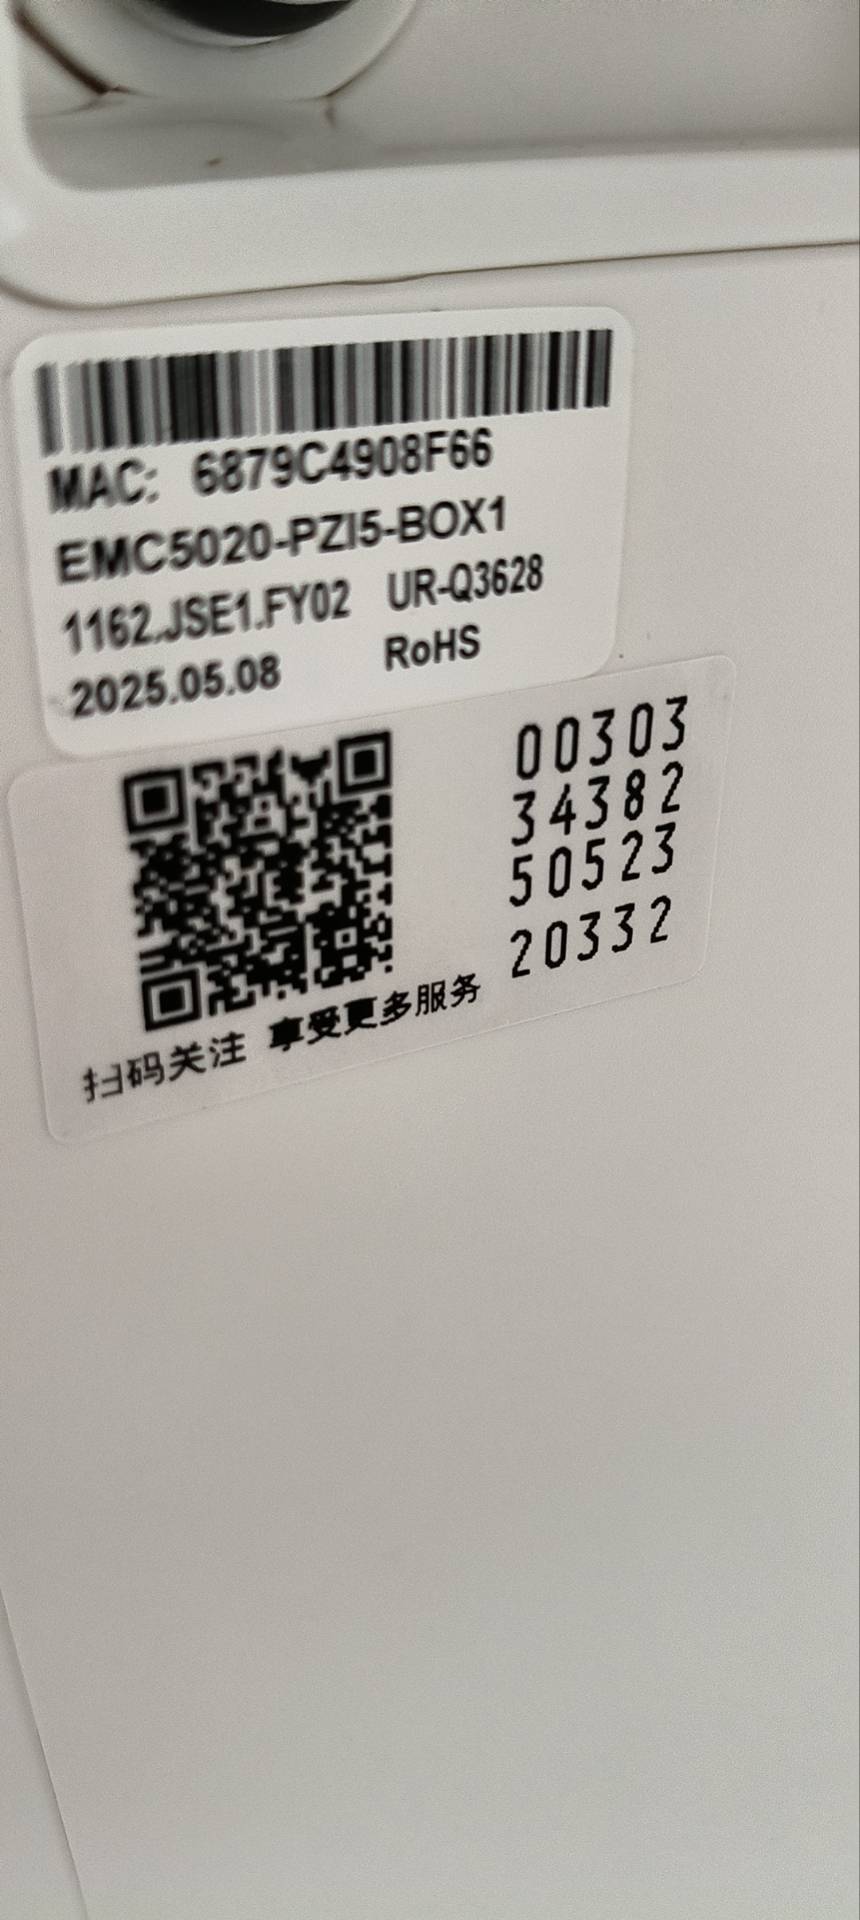 MAC: 6879C4908F66
EMC5020-PZI5-BOX1
1162.JSE1.FY02 UR-Q3628
2025.05.08 RoHS
00303
34382
50523
20332
扫码关注 享受更多服务